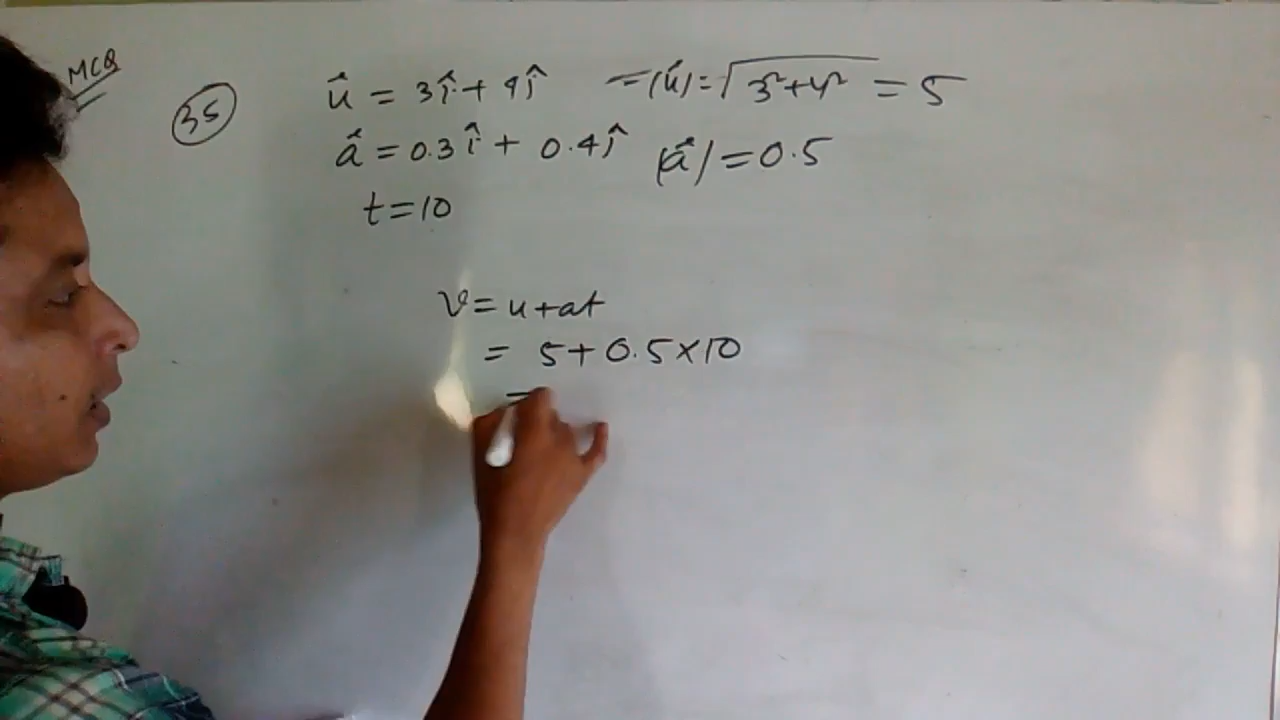 MCQ
35
û = 3î + 4ĵ => |û| = √3²+4² = 5
â = 0.3î + 0.4ĵ |â| = 0.5
t = 10
v = u + at
= 5 + 0.5 × 10
=